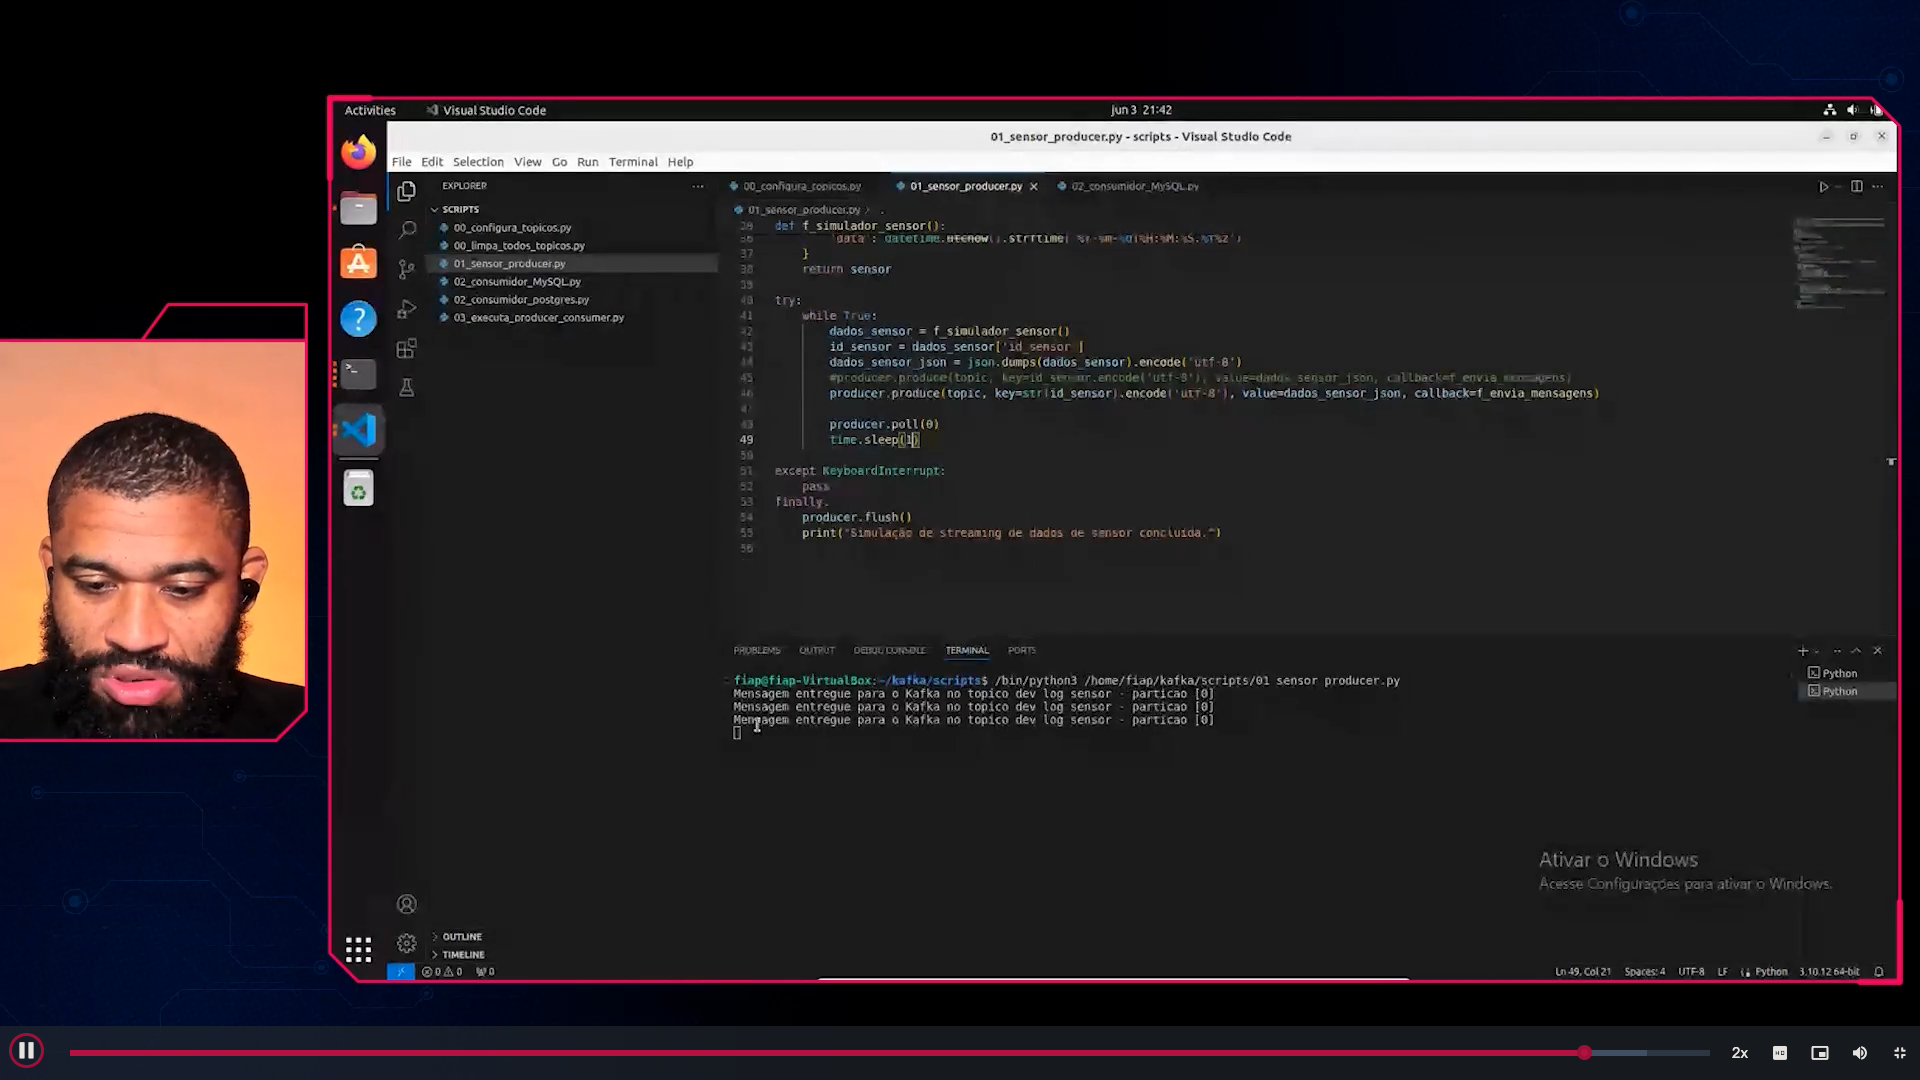 Activities
Visual Studio Code
Jun 3 21:42
01_sensor_producer.py - scripts - Visual Studio Code
File Edit Selection View Go Run Terminal Help
EXPLORER
SCRIPTS
00_configura_topicos.py
00_limpa_todos_topicos.py
01_sensor_producer.py
02_consumidor_MySQL.py
02_consumidor_postgres.py
03_executa_producer_consumer.py
OUTLINE
TIMELINE
00_configura_topicos.py
01_sensor_producer.py
02_consumidor_MySQL.py
01_sensor_producer.py
def f_simulador_sensor():
37 }
38 return sensor
39
40 try:
41 while True:
42 dados_sensor = f_simulador_sensor()
43 id_sensor = dados_sensor['id_sensor']
44 dados_sensor_json = json.dumps(dados_sensor).encode('utf-8')
45 #producer.produce(topic, key=id_sensor.encode('utf-8'), value=dados_sensor_json, callback=f_envia_mensagens)
46 producer.produce(topic, key=str(id_sensor).encode('utf-8'), value=dados_sensor_json, callback=f_envia_mensagens)
47
48 producer.poll(0)
49 time.sleep(1)
50
51 except KeyboardInterrupt:
52 pass
53 finally:
54 producer.flush()
55 print("Simulação de streaming de dados de sensor concluída.")
56
PROBLEMS OUTPUT DEBUG CONSOLE TERMINAL PORTS
fiap@fiap-VirtualBox:~/kafka/scripts$ /bin/python3 /home/fiap/kafka/scripts/01_sensor_producer.py
Mensagem entregue para o Kafka no topico dev log sensor - particao [0]
Mensagem entregue para o Kafka no topico dev log sensor - particao [0]
Mensagem entregue para o Kafka no topico dev log sensor - particao [0]
Python
Python
Ativar o Windows
Acesse Configurações para ativar o Windows.
0 0 0
Ln 49, Col 21 Spaces: 4 UTF-8 LF Python 3.10.12 64-bit
2x